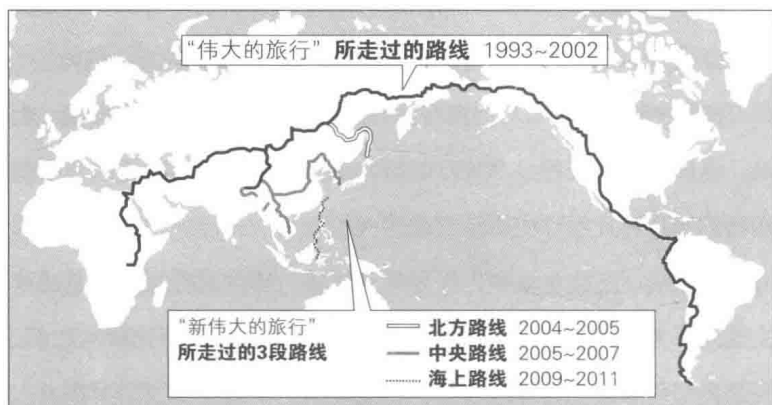 “伟大的旅行” 所走过的路线 1993~2002
“新伟大的旅行”
所走过的3段路线
北方路线 2004~2005
中央路线 2005~2007
海上路线 2009~2011